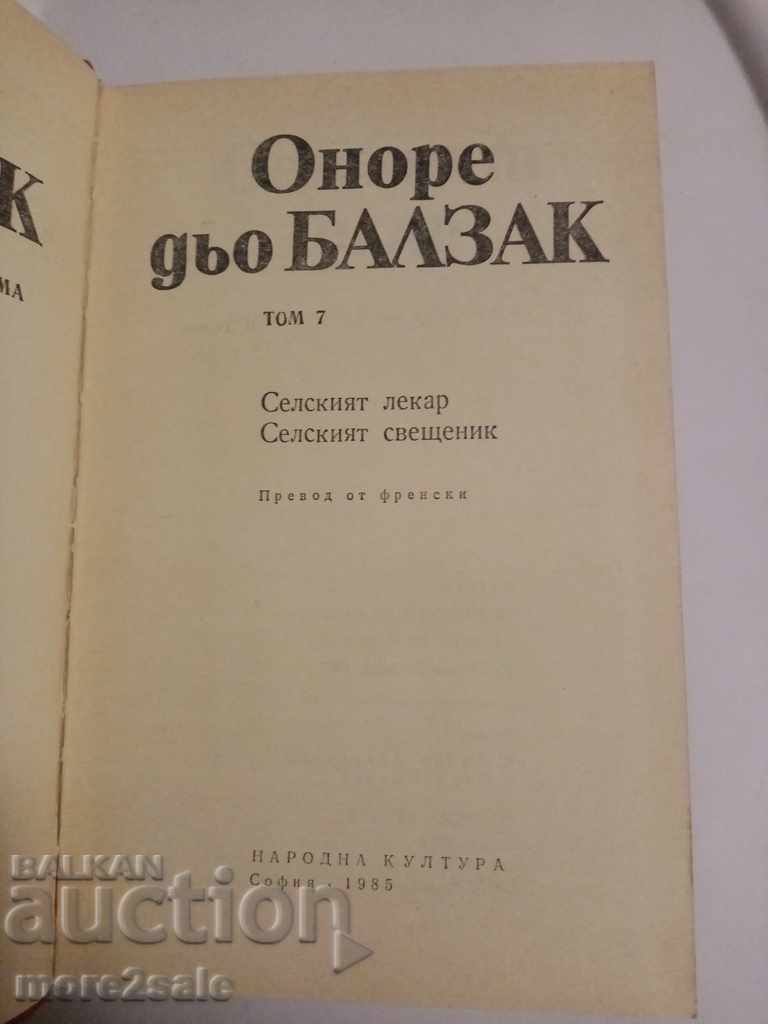 К
МА
Оноре
дьо БАЛЗАК
ТОМ 7
Селският лекар
Селският свещеник
Превод от френски
НАРОДНА КУЛТУРА
София · 1985
BALKAN
auction
more2sale